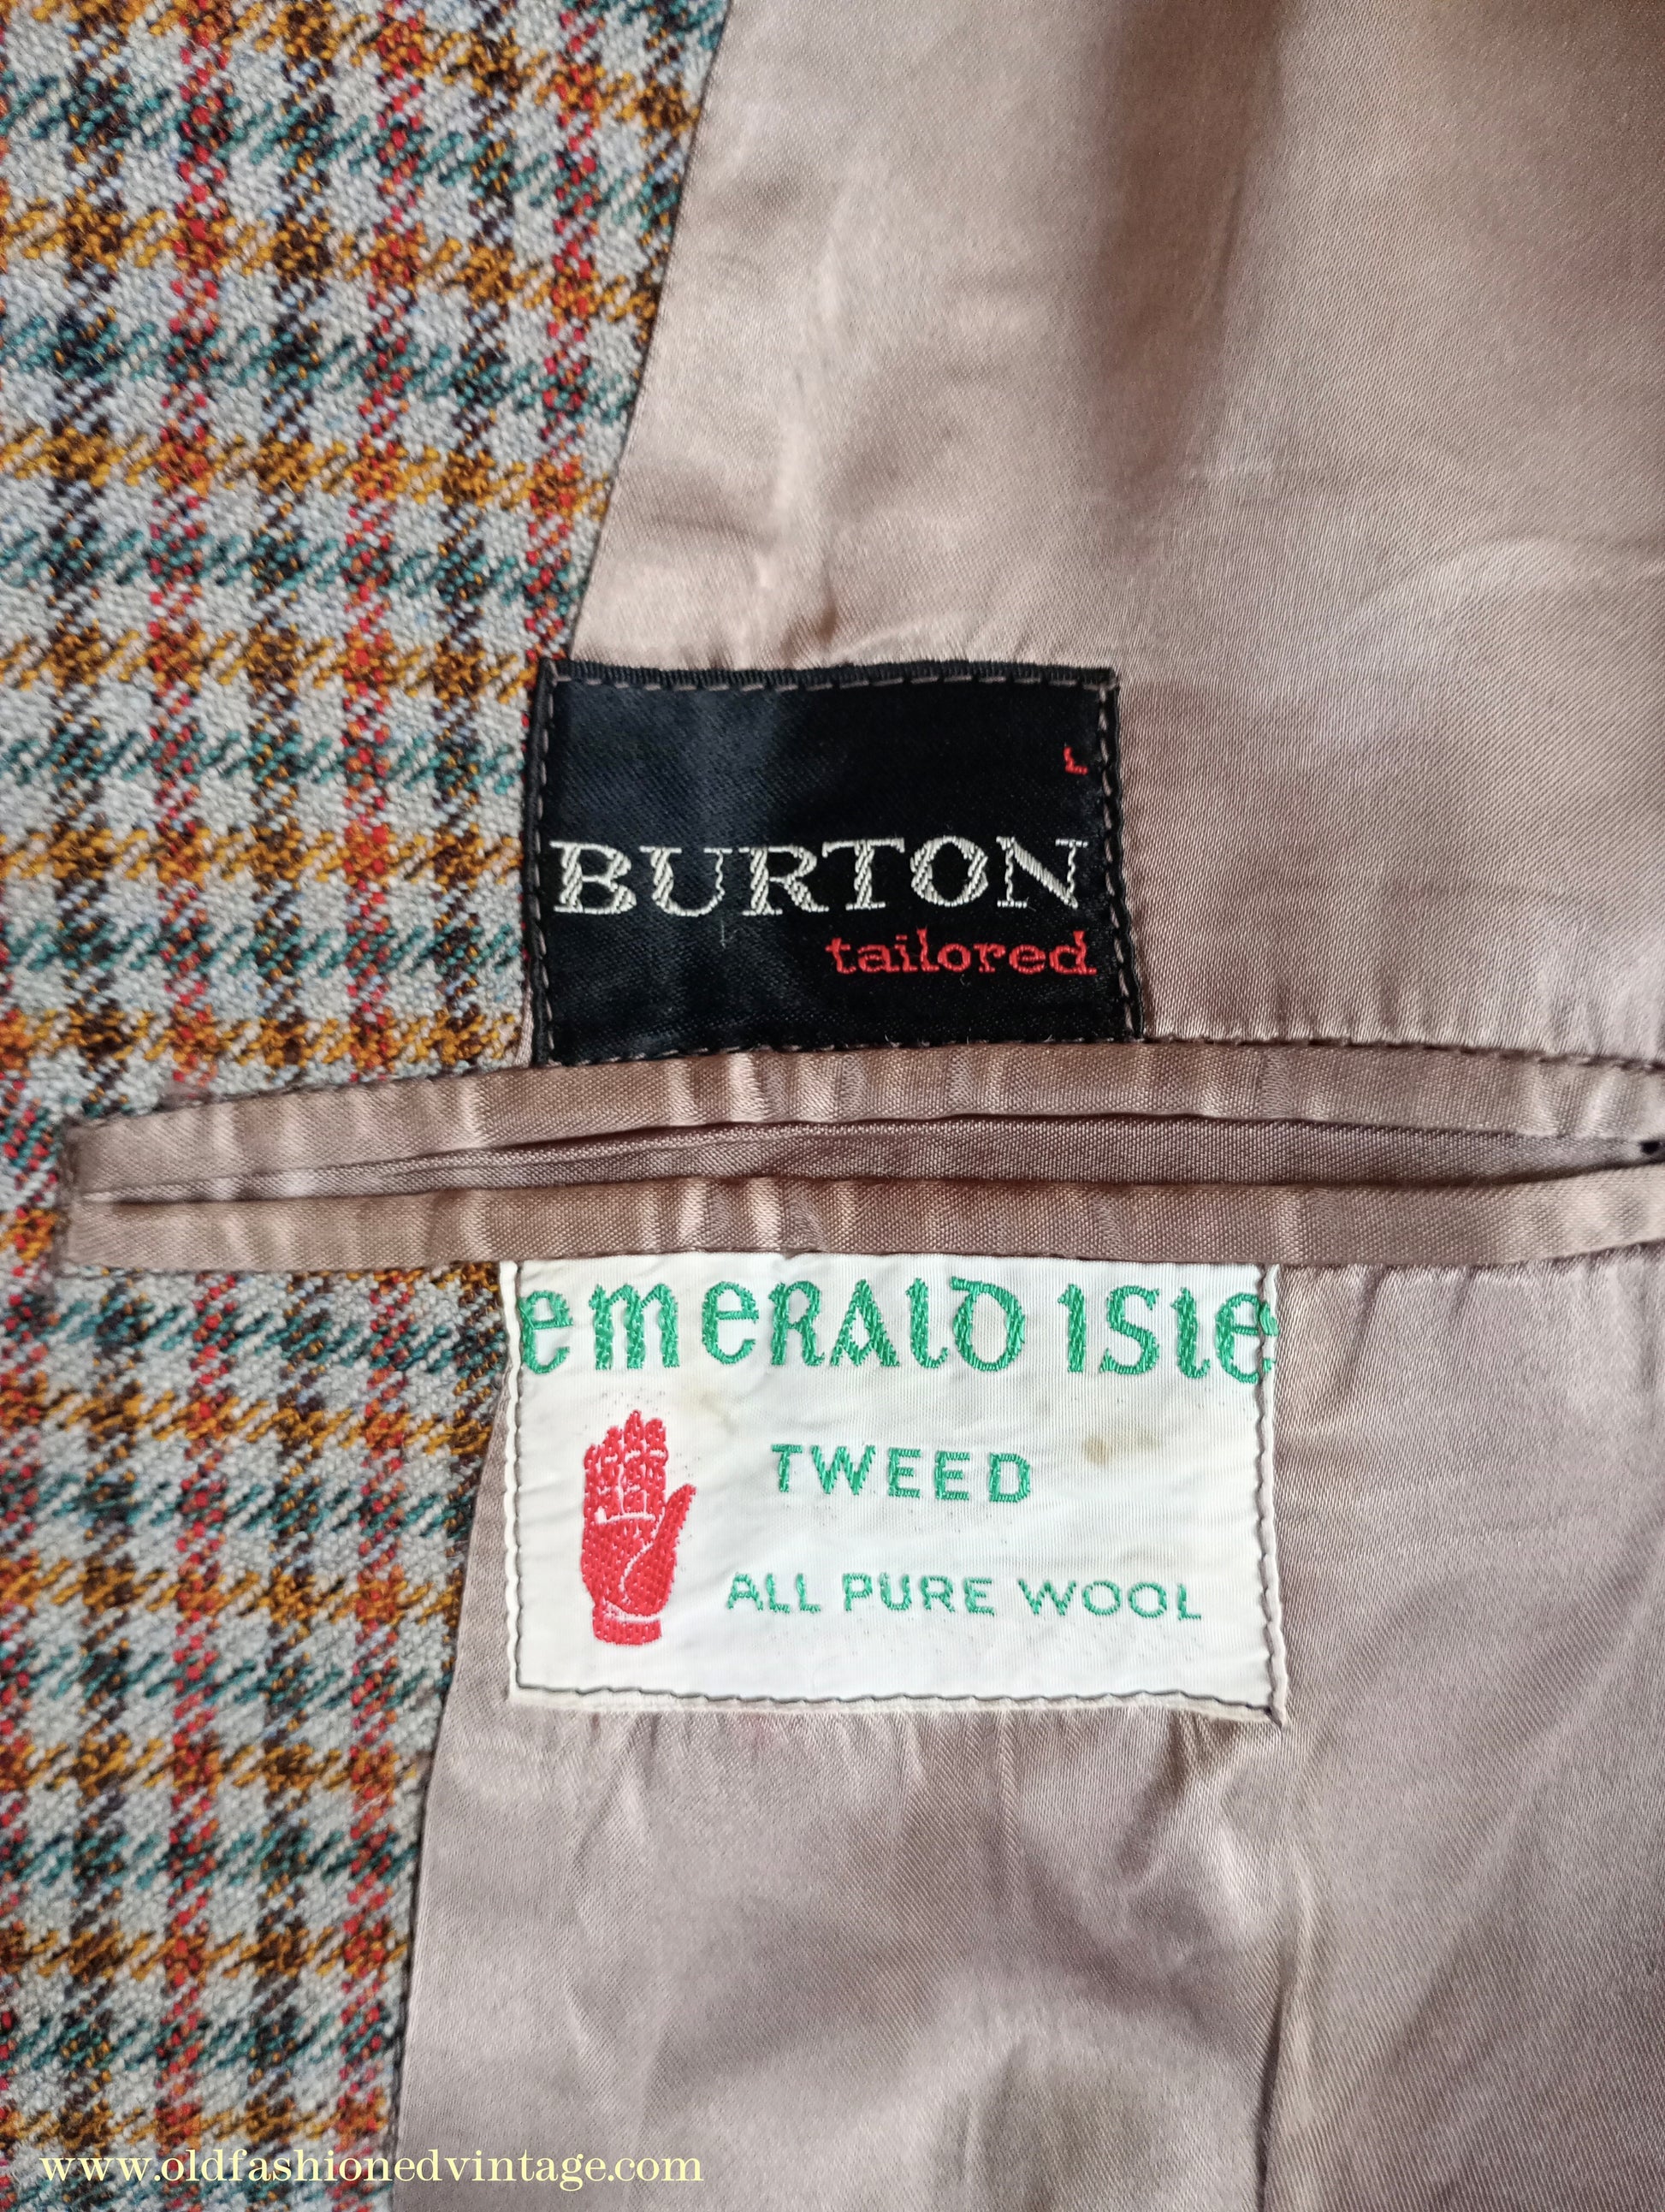 L
BURTON
tailored
emeRAlD ISle
TWEED
ALL PURE WOOL
www.oldfashionedvintage.com